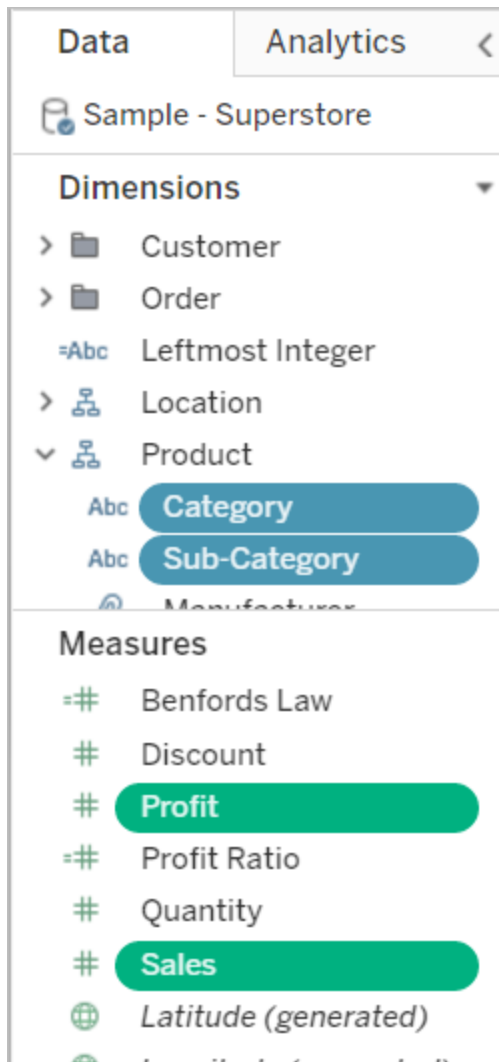 Data Analytics
Sample - Superstore
Dimensions
Customer
Order
=Abc Leftmost Integer
Location
Product
Abc Category
Abc Sub-Category
Manufacturer
Measures
=# Benfords Law
# Discount
# Profit
=# Profit Ratio
# Quantity
# Sales
Latitude (generated)